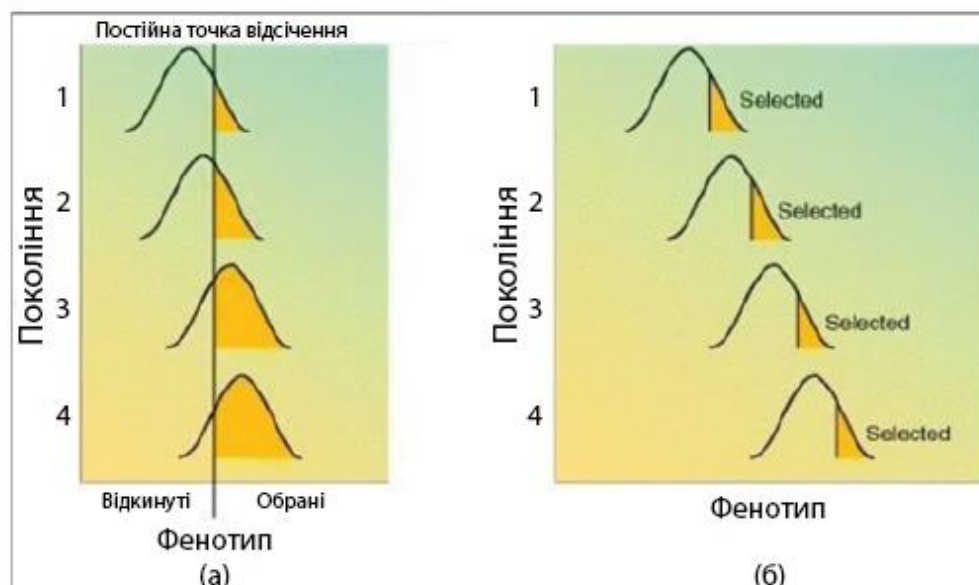 Постійна точка відсічення
Покоління
1
2
3
4
Відкинуті
Обрані
Фенотип
(а)
Покоління
1
Selected
2
Selected
3
Selected
4
Selected
Фенотип
(б)